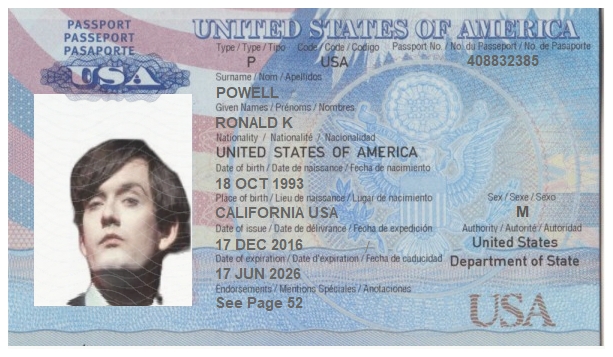 PASSPORT
PASSEPORT
PASAPORTE
USA
UNITED STATES OF AMERICA
Type / Type / Tipo Code / Code / Codigo Passport No. / No. du Passeport / No. de Pasaporte
P USA 408832385
Surname / Nom / Apellidos
POWELL
Given Names / Prénoms / Nombres
RONALD K
Nationality / Nationalité / Nacionalidad
UNITED STATES OF AMERICA
Date of birth / Date de naissance / Fecha de nacimiento
18 OCT 1993
Place of birth / Lieu de naissance / Lugar de nacimiento Sex / Sexe / Sexo
CALIFORNIA USA M
Date of issue / Date de délivrance / Fecha de expedición Authority / Autorité / Autoridad
17 DEC 2016 United States
Date of expiration / Date d'expiration / Fecha de caducidad Department of State
17 JUN 2026
Endorsements / Mentions Spéciales / Anotaciones
See Page 52
USA